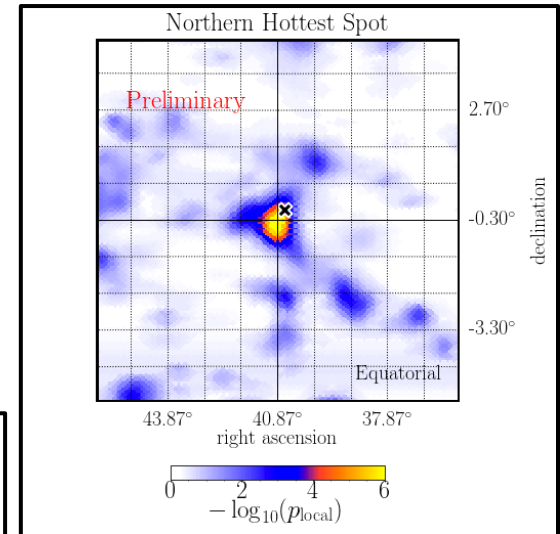 Northern Hottest Spot
Preliminary
2.70°
-0.30°
-3.30°
declination
Equatorial
43.87° 40.87° 37.87°
right ascension
0 2 4 6
− log₁₀(p_local)